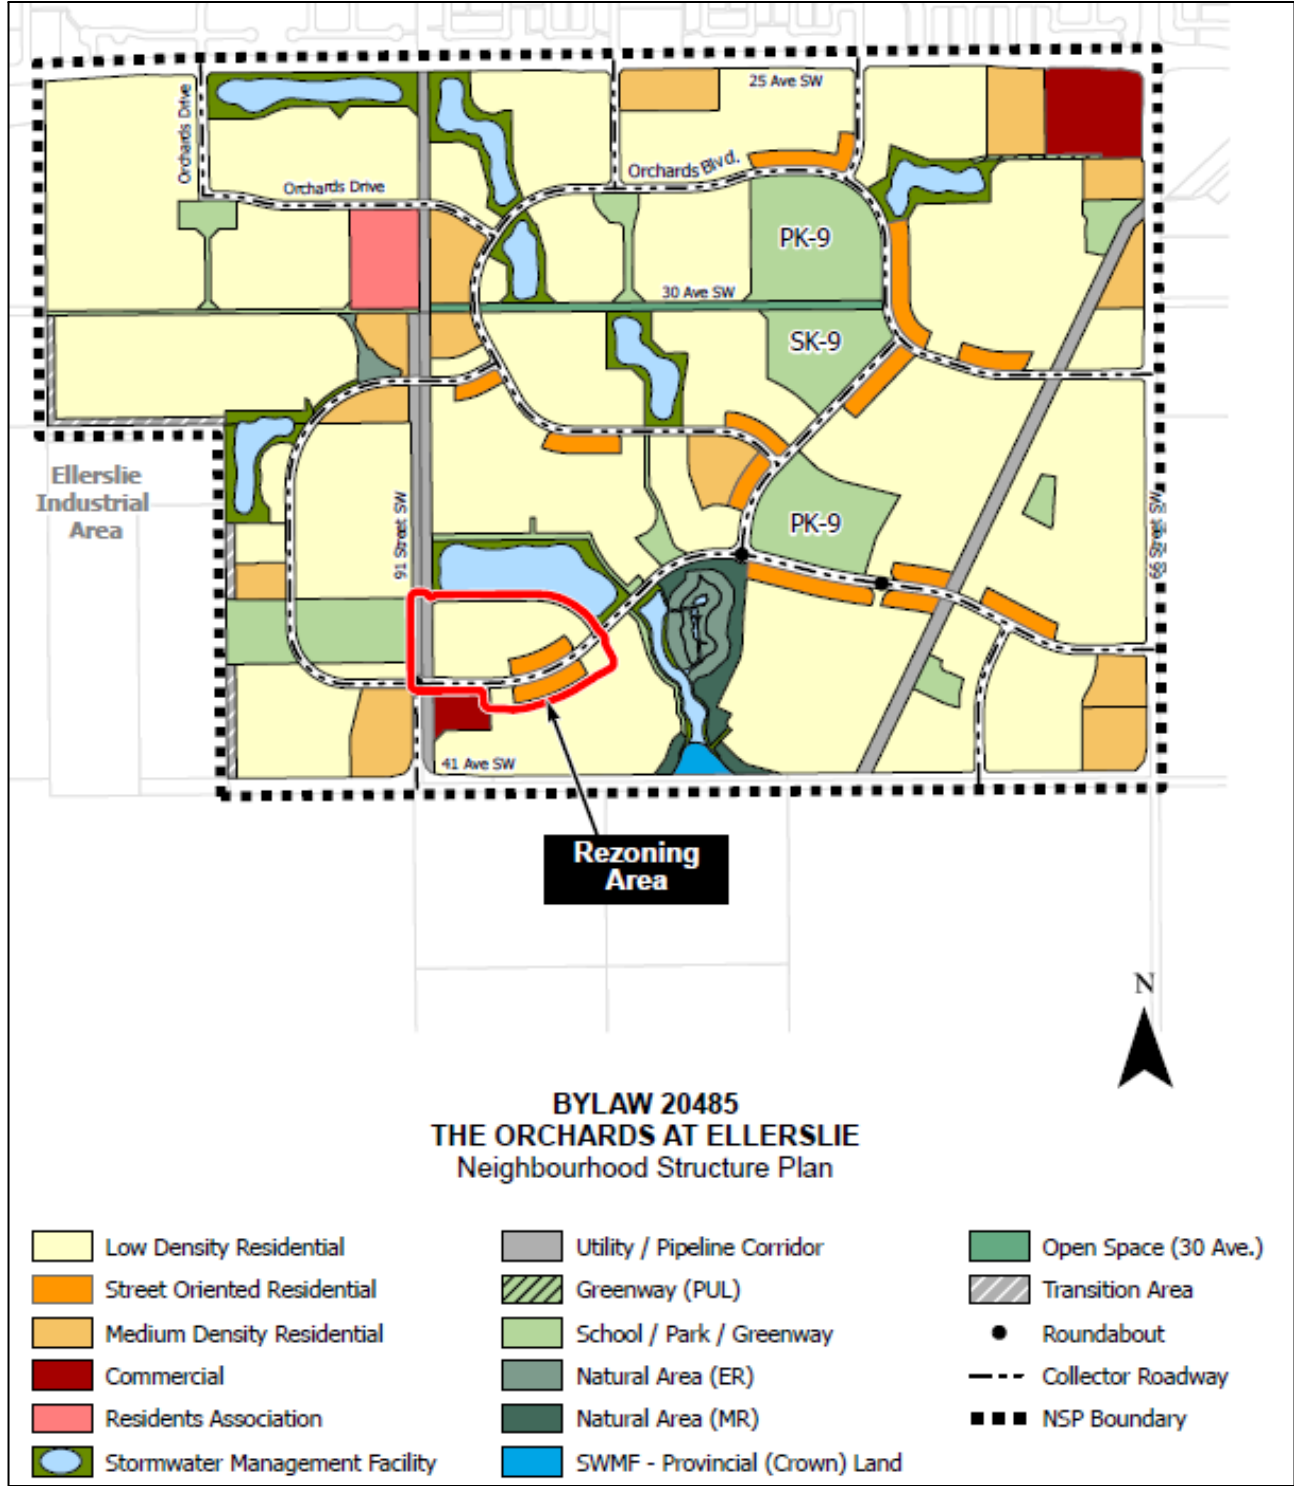 25 Ave SW
Orchards Drive
Orchards Blvd.
Orchards Drive
PK-9
30 Ave SW
SK-9
Ellerslie
Industrial
Area
91 Street SW
PK-9
66 Street SW
41 Ave SW
Rezoning
Area
N
BYLAW 20485
THE ORCHARDS AT ELLERSLIE
Neighbourhood Structure Plan
Low Density Residential
Street Oriented Residential
Medium Density Residential
Commercial
Residents Association
Stormwater Management Facility
Utility / Pipeline Corridor
Greenway (PUL)
School / Park / Greenway
Natural Area (ER)
Natural Area (MR)
SWMF - Provincial (Crown) Land
Open Space (30 Ave.)
Transition Area
Roundabout
Collector Roadway
NSP Boundary